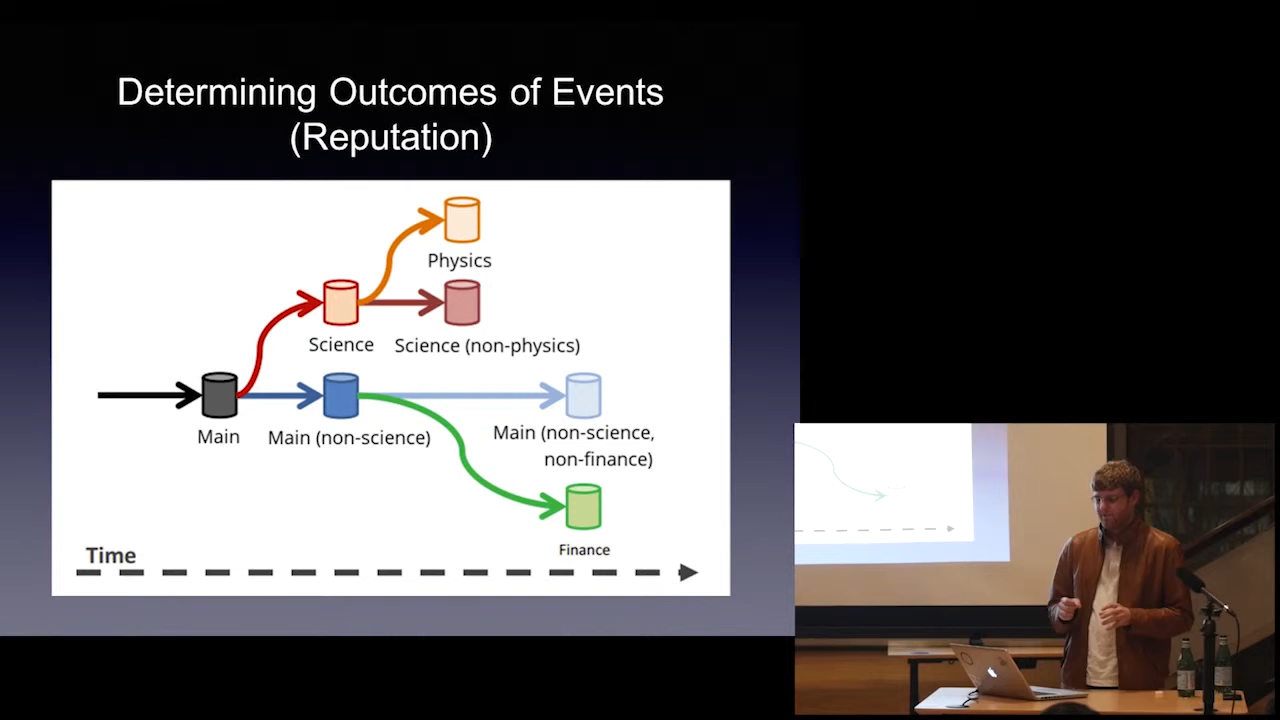 Determining Outcomes of Events
(Reputation)
Physics
Science
Science (non-physics)
Main
Main (non-science)
Main (non-science,
non-finance)
Finance
Time